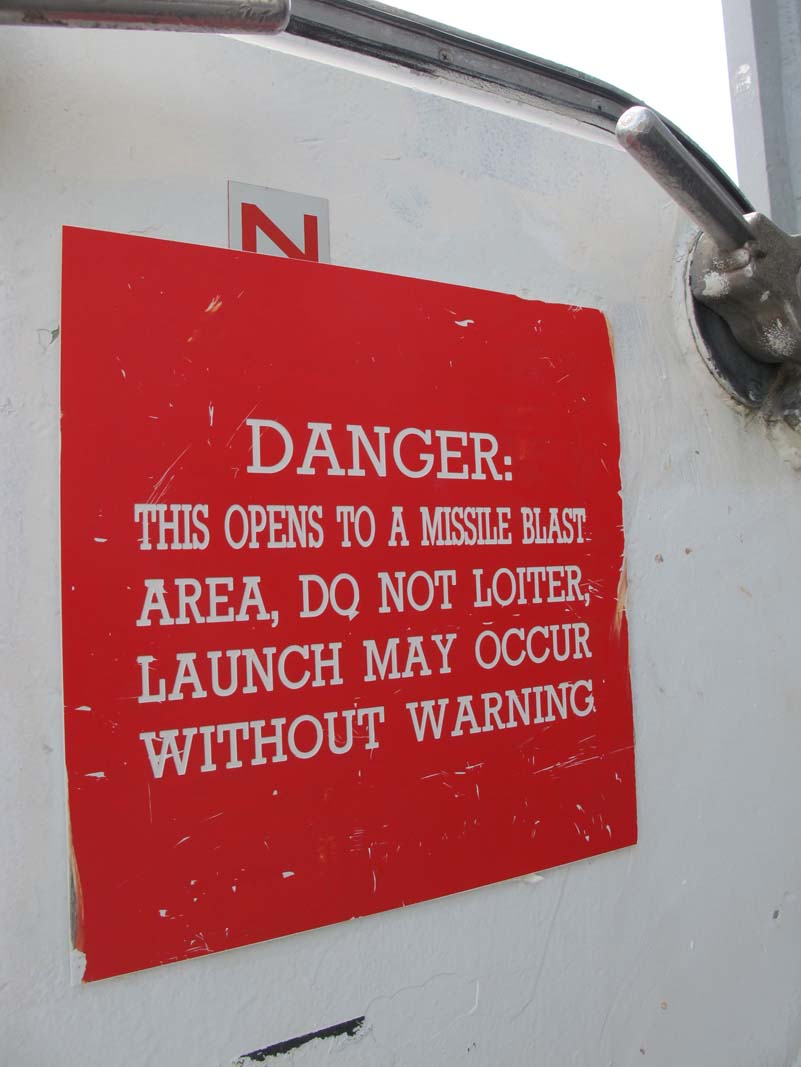 N
DANGER:
THIS OPENS TO A MISSILE BLAST
AREA, DO NOT LOITER,
LAUNCH MAY OCCUR
WITHOUT WARNING